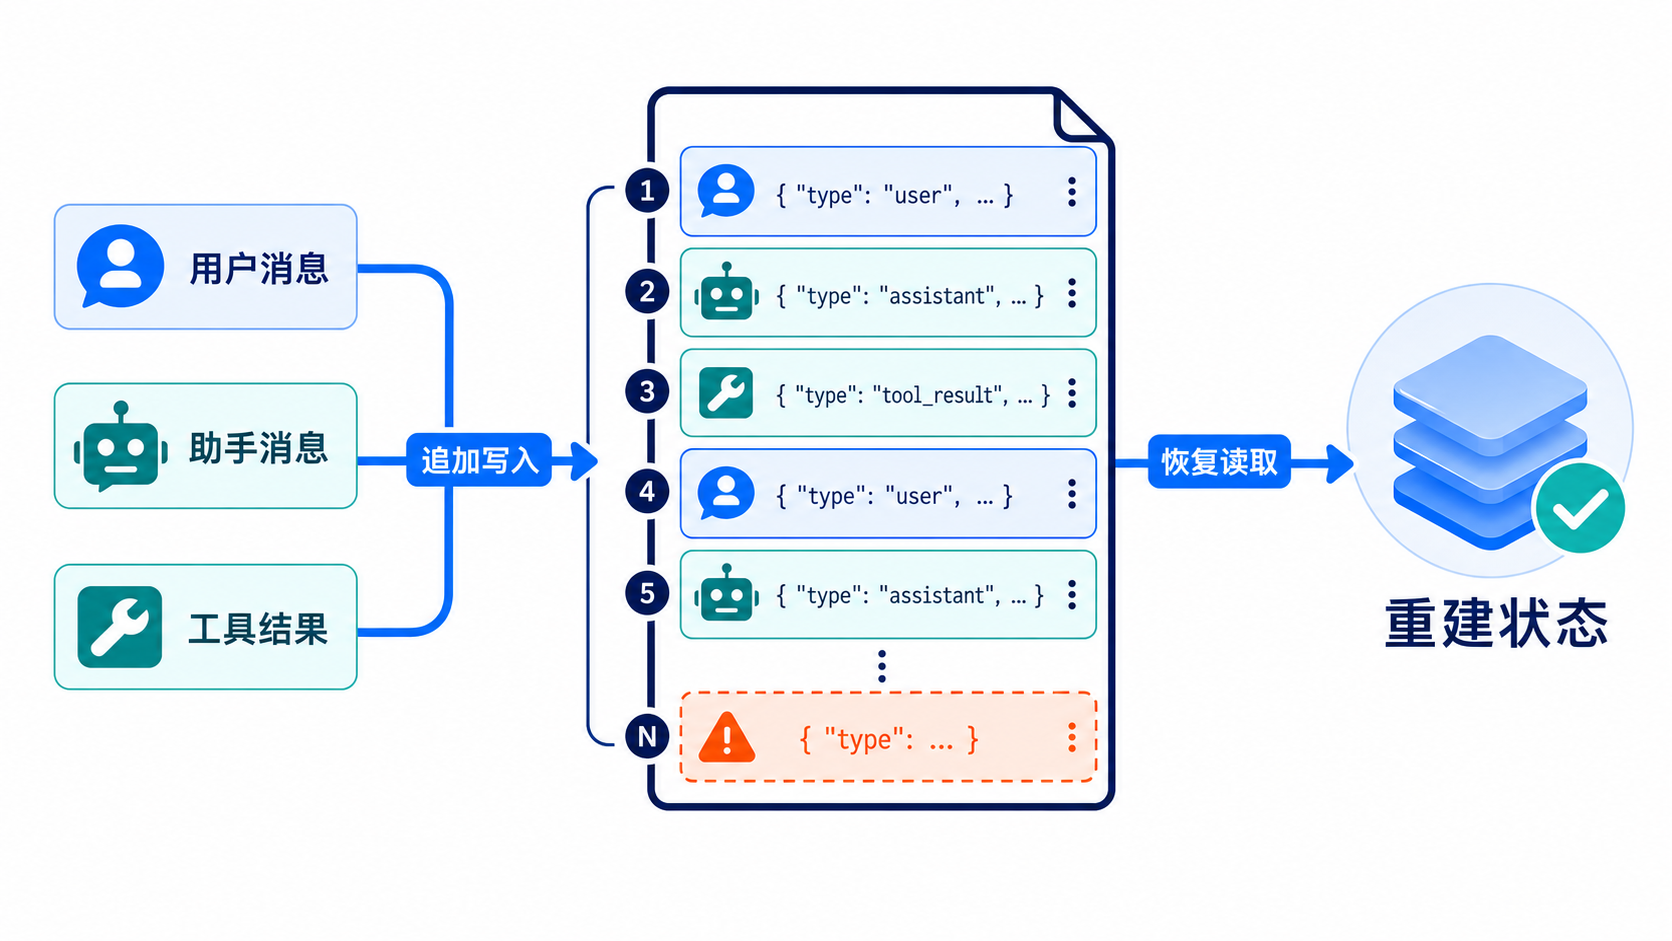 用户消息
助手消息
工具结果
追加写入
1
{ "type": "user", ... }
2
{ "type": "assistant", ... }
3
{ "type": "tool_result", ... }
4
{ "type": "user", ... }
5
{ "type": "assistant", ... }
N
{ "type": ... }
恢复读取
重建状态